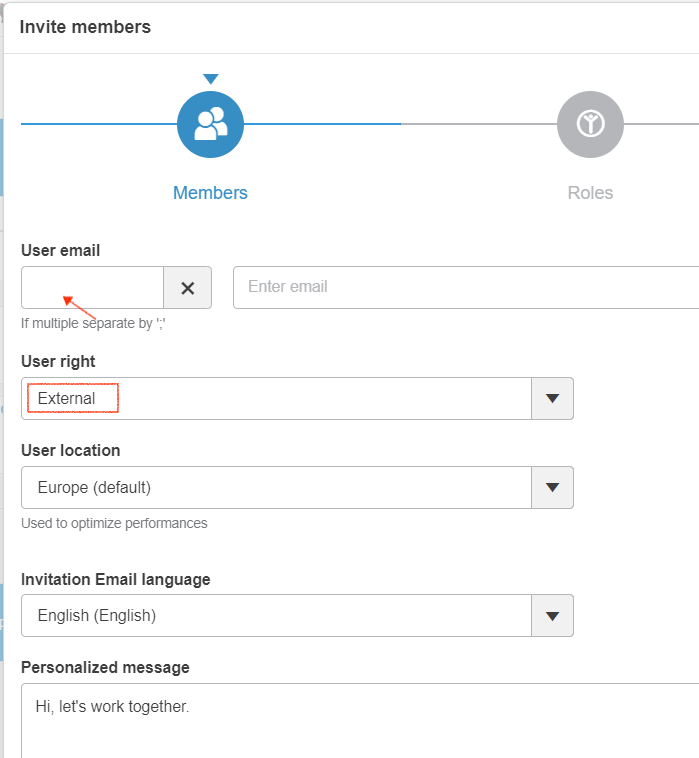 Invite members
Members
Roles
User email
Enter email
If multiple separate by ';'
User right
External
User location
Europe (default)
Used to optimize performances
Invitation Email language
English (English)
Personalized message
Hi, let's work together.